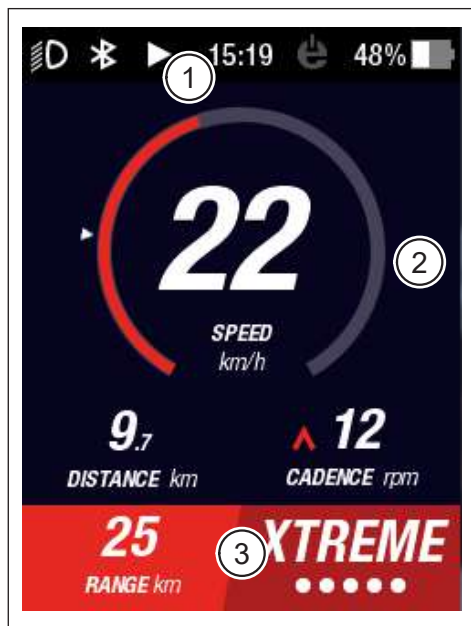 1 15:19 48%
22
2
SPEED
km/h
9.7 12
DISTANCE km CADENCE rpm
25 3 XTREME
RANGE km